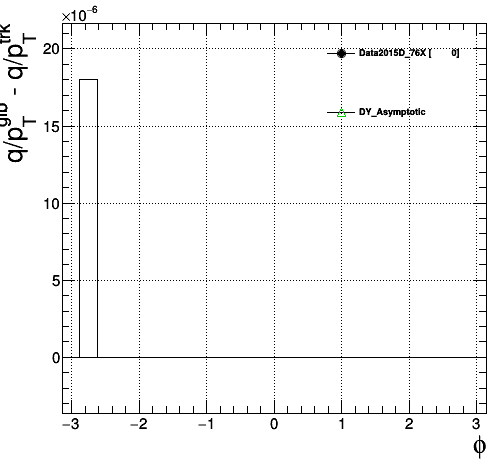 ×10⁻⁶
q/p_T^glb - q/p_T^trk
20
15
10
5
0
Data2015D_76X [ 0]
DY_Asymptotic
−3 −2 −1 0 1 2 3
ϕ